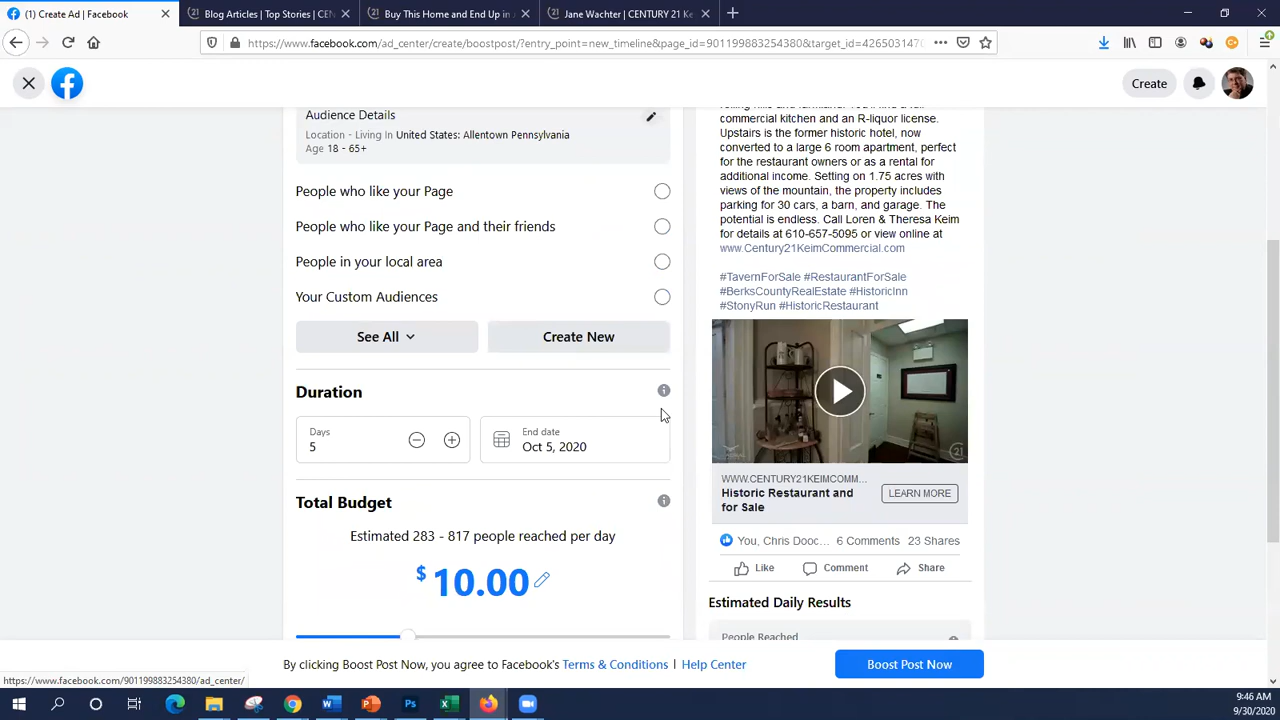 (1) Create Ad | Facebook
Blog Articles | Top Stories | CEN
Buy This Home and End Up in J
Jane Wachter | CENTURY 21 Ke
https://www.facebook.com/ad_center/create/boostpost/?entry_point=new_timeline&page_id=901199883254380&target_id=426503147
Create
Audience Details
Location - Living In United States: Allentown Pennsylvania
Age 18 - 65+
People who like your Page
People who like your Page and their friends
People in your local area
Your Custom Audiences
See All
Create New
Duration
Days
5
End date
Oct 5, 2020
Total Budget
Estimated 283 - 817 people reached per day
$ 10.00
commercial kitchen and an R-liquor license.
Upstairs is the former historic hotel, now
converted to a large 6 room apartment, perfect
for the restaurant owners or as a rental for
additional income. Setting on 1.75 acres with
views of the mountain, the property includes
parking for 30 cars, a barn, and garage. The
potential is endless. Call Loren & Theresa Keim
for details at 610-657-5095 or view online at
www.Century21KeimCommercial.com
#TavernForSale #RestaurantForSale
#BerksCountyRealEstate #HistoricInn
#StonyRun #HistoricRestaurant
WWW.CENTURY21KEIMCOMM...
Historic Restaurant and
for Sale
LEARN MORE
You, Chris Dooc... 6 Comments 23 Shares
Like Comment Share
Estimated Daily Results
People Reached
By clicking Boost Post Now, you agree to Facebook's Terms & Conditions | Help Center
Boost Post Now
https://www.facebook.com/901199883254380/ad_center/
9:46 AM
9/30/2020